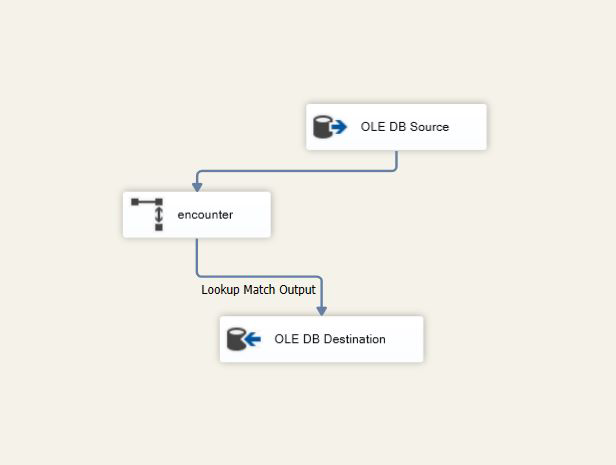 OLE DB Source
encounter
Lookup Match Output
OLE DB Destination